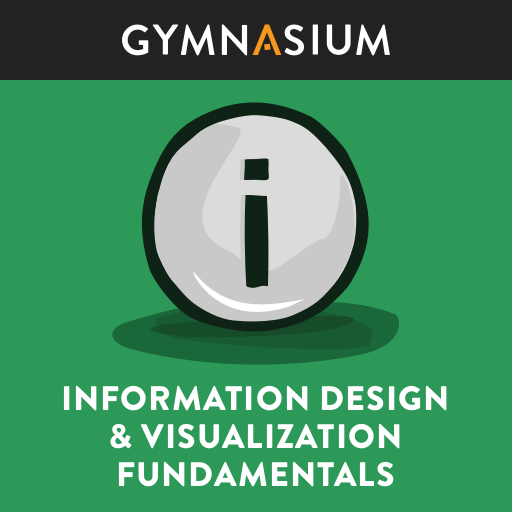 GYMNASIUM
i
INFORMATION DESIGN
& VISUALIZATION
FUNDAMENTALS